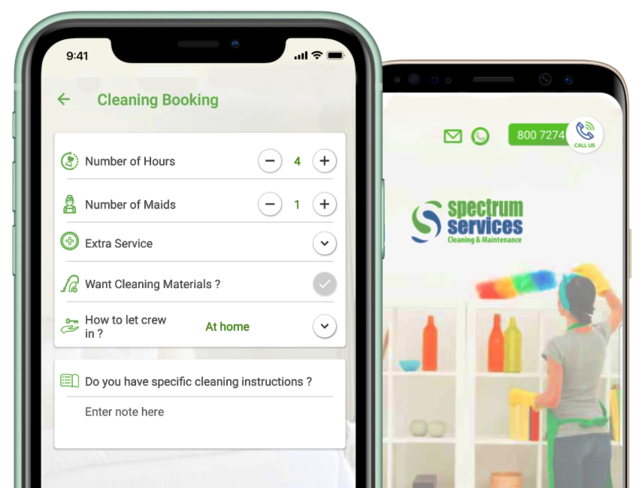 9:41
Cleaning Booking
Number of Hours
4
Number of Maids
1
Extra Service
Want Cleaning Materials ?
How to let crew
in ?
At home
Do you have specific cleaning instructions ?
Enter note here
800 7274
CALL US
spectrum
services
Cleaning & Maintenance